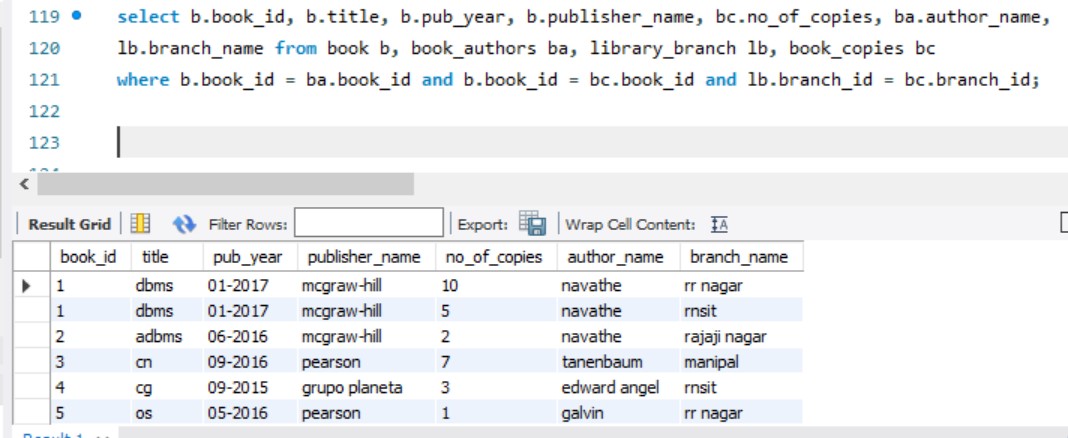 119 select b.book_id, b.title, b.pub_year, b.publisher_name, bc.no_of_copies, ba.author_name,
120 lb.branch_name from book b, book_authors ba, library_branch lb, book_copies bc
121 where b.book_id = ba.book_id and b.book_id = bc.book_id and lb.branch_id = bc.branch_id;
122
123
Result Grid Filter Rows: Export: Wrap Cell Content:
book_id title pub_year publisher_name no_of_copies author_name branch_name
1 dbms 01-2017 mcgraw-hill 10 navathe rr nagar
1 dbms 01-2017 mcgraw-hill 5 navathe rnsit
2 adbms 06-2016 mcgraw-hill 2 navathe rajaji nagar
3 cn 09-2016 pearson 7 tanenbaum manipal
4 cg 09-2015 grupo planeta 3 edward angel rnsit
5 os 05-2016 pearson 1 galvin rr nagar